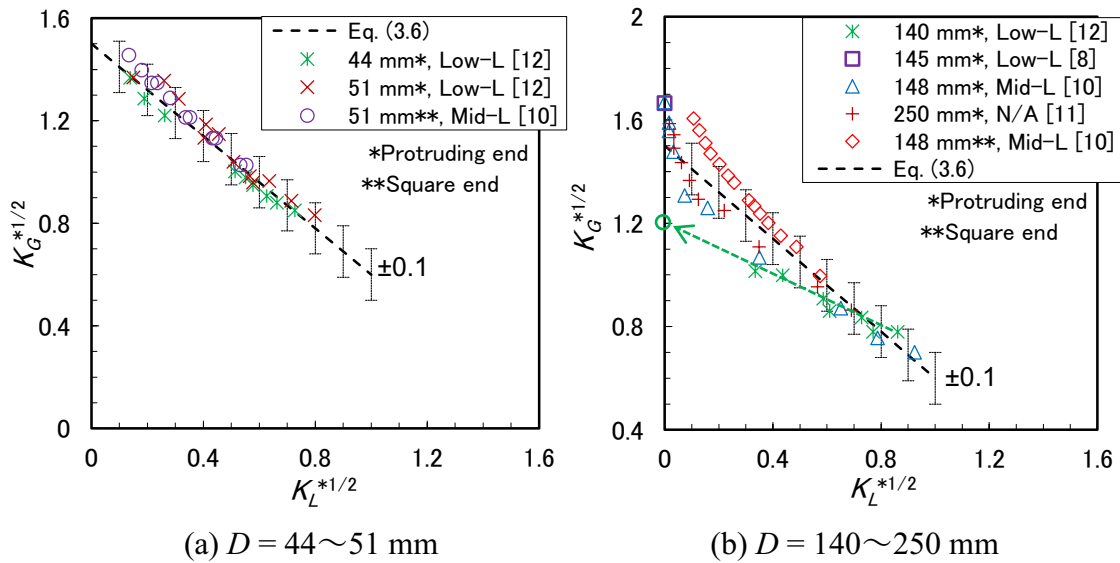 1.6
1.2
0.8
0.4
0
0
0.4
0.8
1.2
1.6
K_G*1/2
K_L*1/2
Eq. (3.6)
44 mm*, Low-L [12]
51 mm*, Low-L [12]
51 mm**, Mid-L [10]
*Protruding end
**Square end
±0.1
(a) D = 44～51 mm
2
1.6
1.2
0.8
0.4
0
0.4
0.8
1.2
1.6
K_G*1/2
K_L*1/2
140 mm*, Low-L [12]
145 mm*, Low-L [8]
148 mm*, Mid-L [10]
250 mm*, N/A [11]
148 mm**, Mid-L [10]
Eq. (3.6)
*Protruding end
**Square end
±0.1
(b) D = 140～250 mm